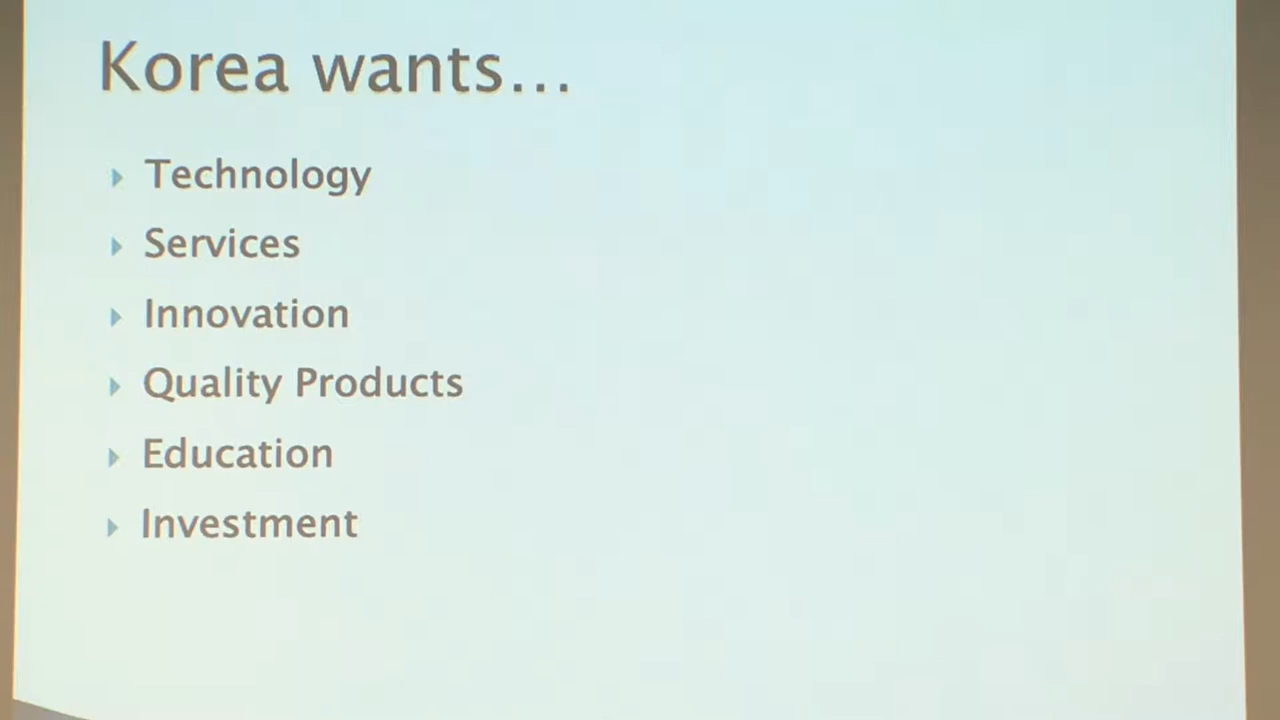 Korea wants...
Technology
Services
Innovation
Quality Products
Education
Investment